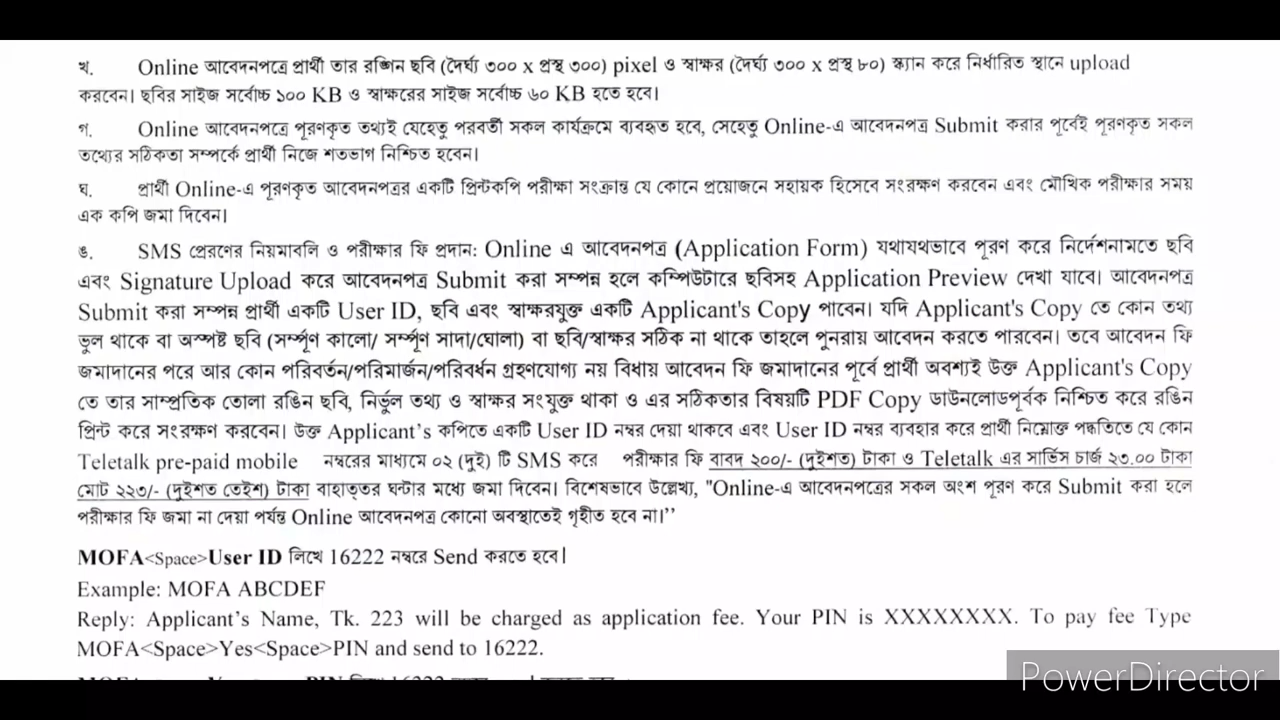 খ. Online আবেদনপত্রে প্রার্থী তার রঙ্গিন ছবি (দৈর্ঘ্য ৩০০ x প্রস্থ ৩০০) pixel ও স্বাক্ষর (দৈর্ঘ্য ৩০০ x প্রস্থ ৮০) স্ক্যান করে নির্ধারিত স্থানে upload
করবেন। ছবির সাইজ সর্বোচ্চ ১০০ KB ও স্বাক্ষরের সাইজ সর্বোচ্চ ৬০ KB হতে হবে।
গ. Online আবেদনপত্রে পূরণকৃত তথ্যই যেহেতু পরবর্তী সকল কার্যক্রমে ব্যবহৃত হবে, সেহেতু Online-এ আবেদনপত্র Submit করার পূর্বেই পূরণকৃত সকল
তথ্যের সঠিকতা সম্পর্কে প্রার্থী নিজে শতভাগ নিশ্চিত হবেন।
ঘ. প্রার্থী Online-এ পূরণকৃত আবেদনপত্রর একটি প্রিন্টকপি পরীক্ষা সংক্রান্ত যে কোনে প্রয়োজনে সহায়ক হিসেবে সংরক্ষণ করবেন এবং মৌখিক পরীক্ষার সময়
এক কপি জমা দিবেন।
ঙ. SMS প্রেরণের নিয়মাবলি ও পরীক্ষার ফি প্রদান: Online এ আবেদনপত্র (Application Form) যথাযথভাবে পূরণ করে নির্দেশনামতে ছবি
এবং Signature Upload করে আবেদনপত্র Submit করা সম্পন্ন হলে কম্পিউটারে ছবিসহ Application Preview দেখা যাবে। আবেদনপত্র
Submit করা সম্পন্ন প্রার্থী একটি User ID, ছবি এবং স্বাক্ষরযুক্ত একটি Applicant's Copy পাবেন। যদি Applicant's Copy তে কোন তথ্য
ভুল থাকে বা অস্পষ্ট ছবি (সর্ম্পূণ কালো/ সর্ম্পূণ সাদা/ঘোলা) বা ছবি/স্বাক্ষর সঠিক না থাকে তাহলে পুনরায় আবেদন করতে পারবেন। তবে আবেদন ফি
জমাদানের পরে আর কোন পরিবর্তন/পরিমার্জন/পরিবর্ধন গ্রহণযোগ্য নয় বিধায় আবেদন ফি জমাদানের পূর্বে প্রার্থী অবশ্যই উক্ত Applicant's Copy
তে তার সাম্প্রতিক তোলা রঙিন ছবি, নির্ভুল তথ্য ও স্বাক্ষর সংযুক্ত থাকা ও এর সঠিকতার বিষয়টি PDF Copy ডাউনলোডপূর্বক নিশ্চিত করে রঙিন
প্রিন্ট করে সংরক্ষণ করবেন। উক্ত Applicant’s কপিতে একটি User ID নম্বর দেয়া থাকবে এবং User ID নম্বর ব্যবহার করে প্রার্থী নিম্নোক্ত পদ্ধতিতে যে কোন
Teletalk pre-paid mobile নম্বরের মাধ্যমে ০২ (দুই) টি SMS করে পরীক্ষার ফি বাবদ ২০০/- (দুইশত) টাকা ও Teletalk এর সার্ভিস চার্জ ২৩.০০ টাকা
মোট ২২৩/- (দুইশত তেইশ) টাকা বাহাত্তর ঘন্টার মধ্যে জমা দিবেন। বিশেষভাবে উল্লেখ্য, "Online-এ আবেদনপত্রের সকল অংশ পূরণ করে Submit করা হলে
পরীক্ষার ফি জমা না দেয়া পর্যন্ত Online আবেদনপত্র কোনো অবস্থাতেই গৃহীত হবে না।’’
MOFA<Space>User ID লিখে 16222 নম্বরে Send করতে হবে।
Example: MOFA ABCDEF
Reply: Applicant’s Name, Tk. 223 will be charged as application fee. Your PIN is XXXXXXXX. To pay fee Type
MOFA<Space>Yes<Space>PIN and send to 16222.
PowerDirector